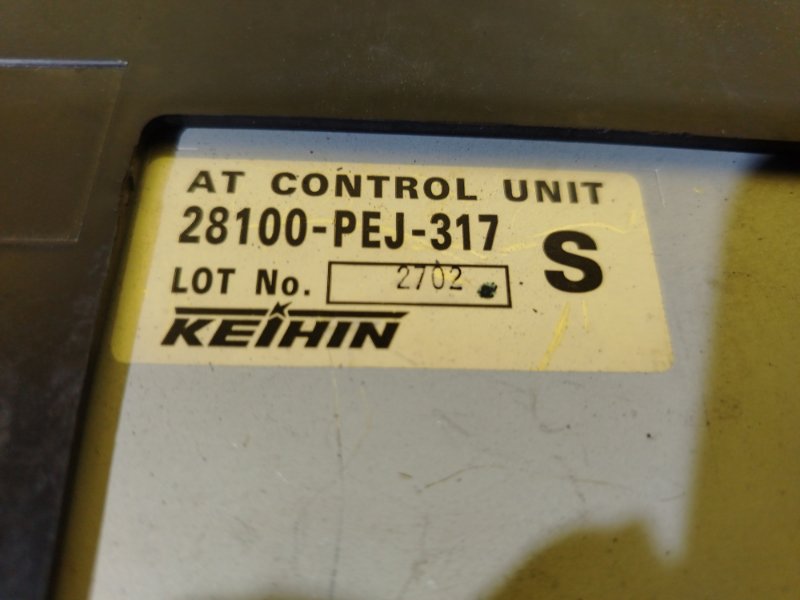 AT CONTROL UNIT
28100-PEJ-317 S
LOT No. 2702
KEIHIN